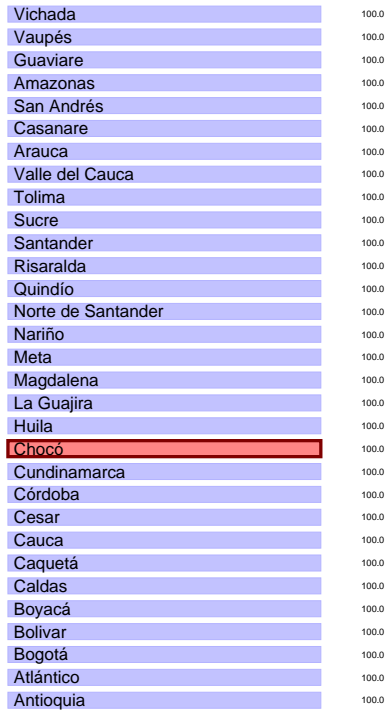 Vichada 100.0
Vaupés 100.0
Guaviare 100.0
Amazonas 100.0
San Andrés 100.0
Casanare 100.0
Arauca 100.0
Valle del Cauca 100.0
Tolima 100.0
Sucre 100.0
Santander 100.0
Risaralda 100.0
Quindío 100.0
Norte de Santander 100.0
Nariño 100.0
Meta 100.0
Magdalena 100.0
La Guajira 100.0
Huila 100.0
Chocó 100.0
Cundinamarca 100.0
Córdoba 100.0
Cesar 100.0
Cauca 100.0
Caquetá 100.0
Caldas 100.0
Boyacá 100.0
Bolivar 100.0
Bogotá 100.0
Atlántico 100.0
Antioquia 100.0